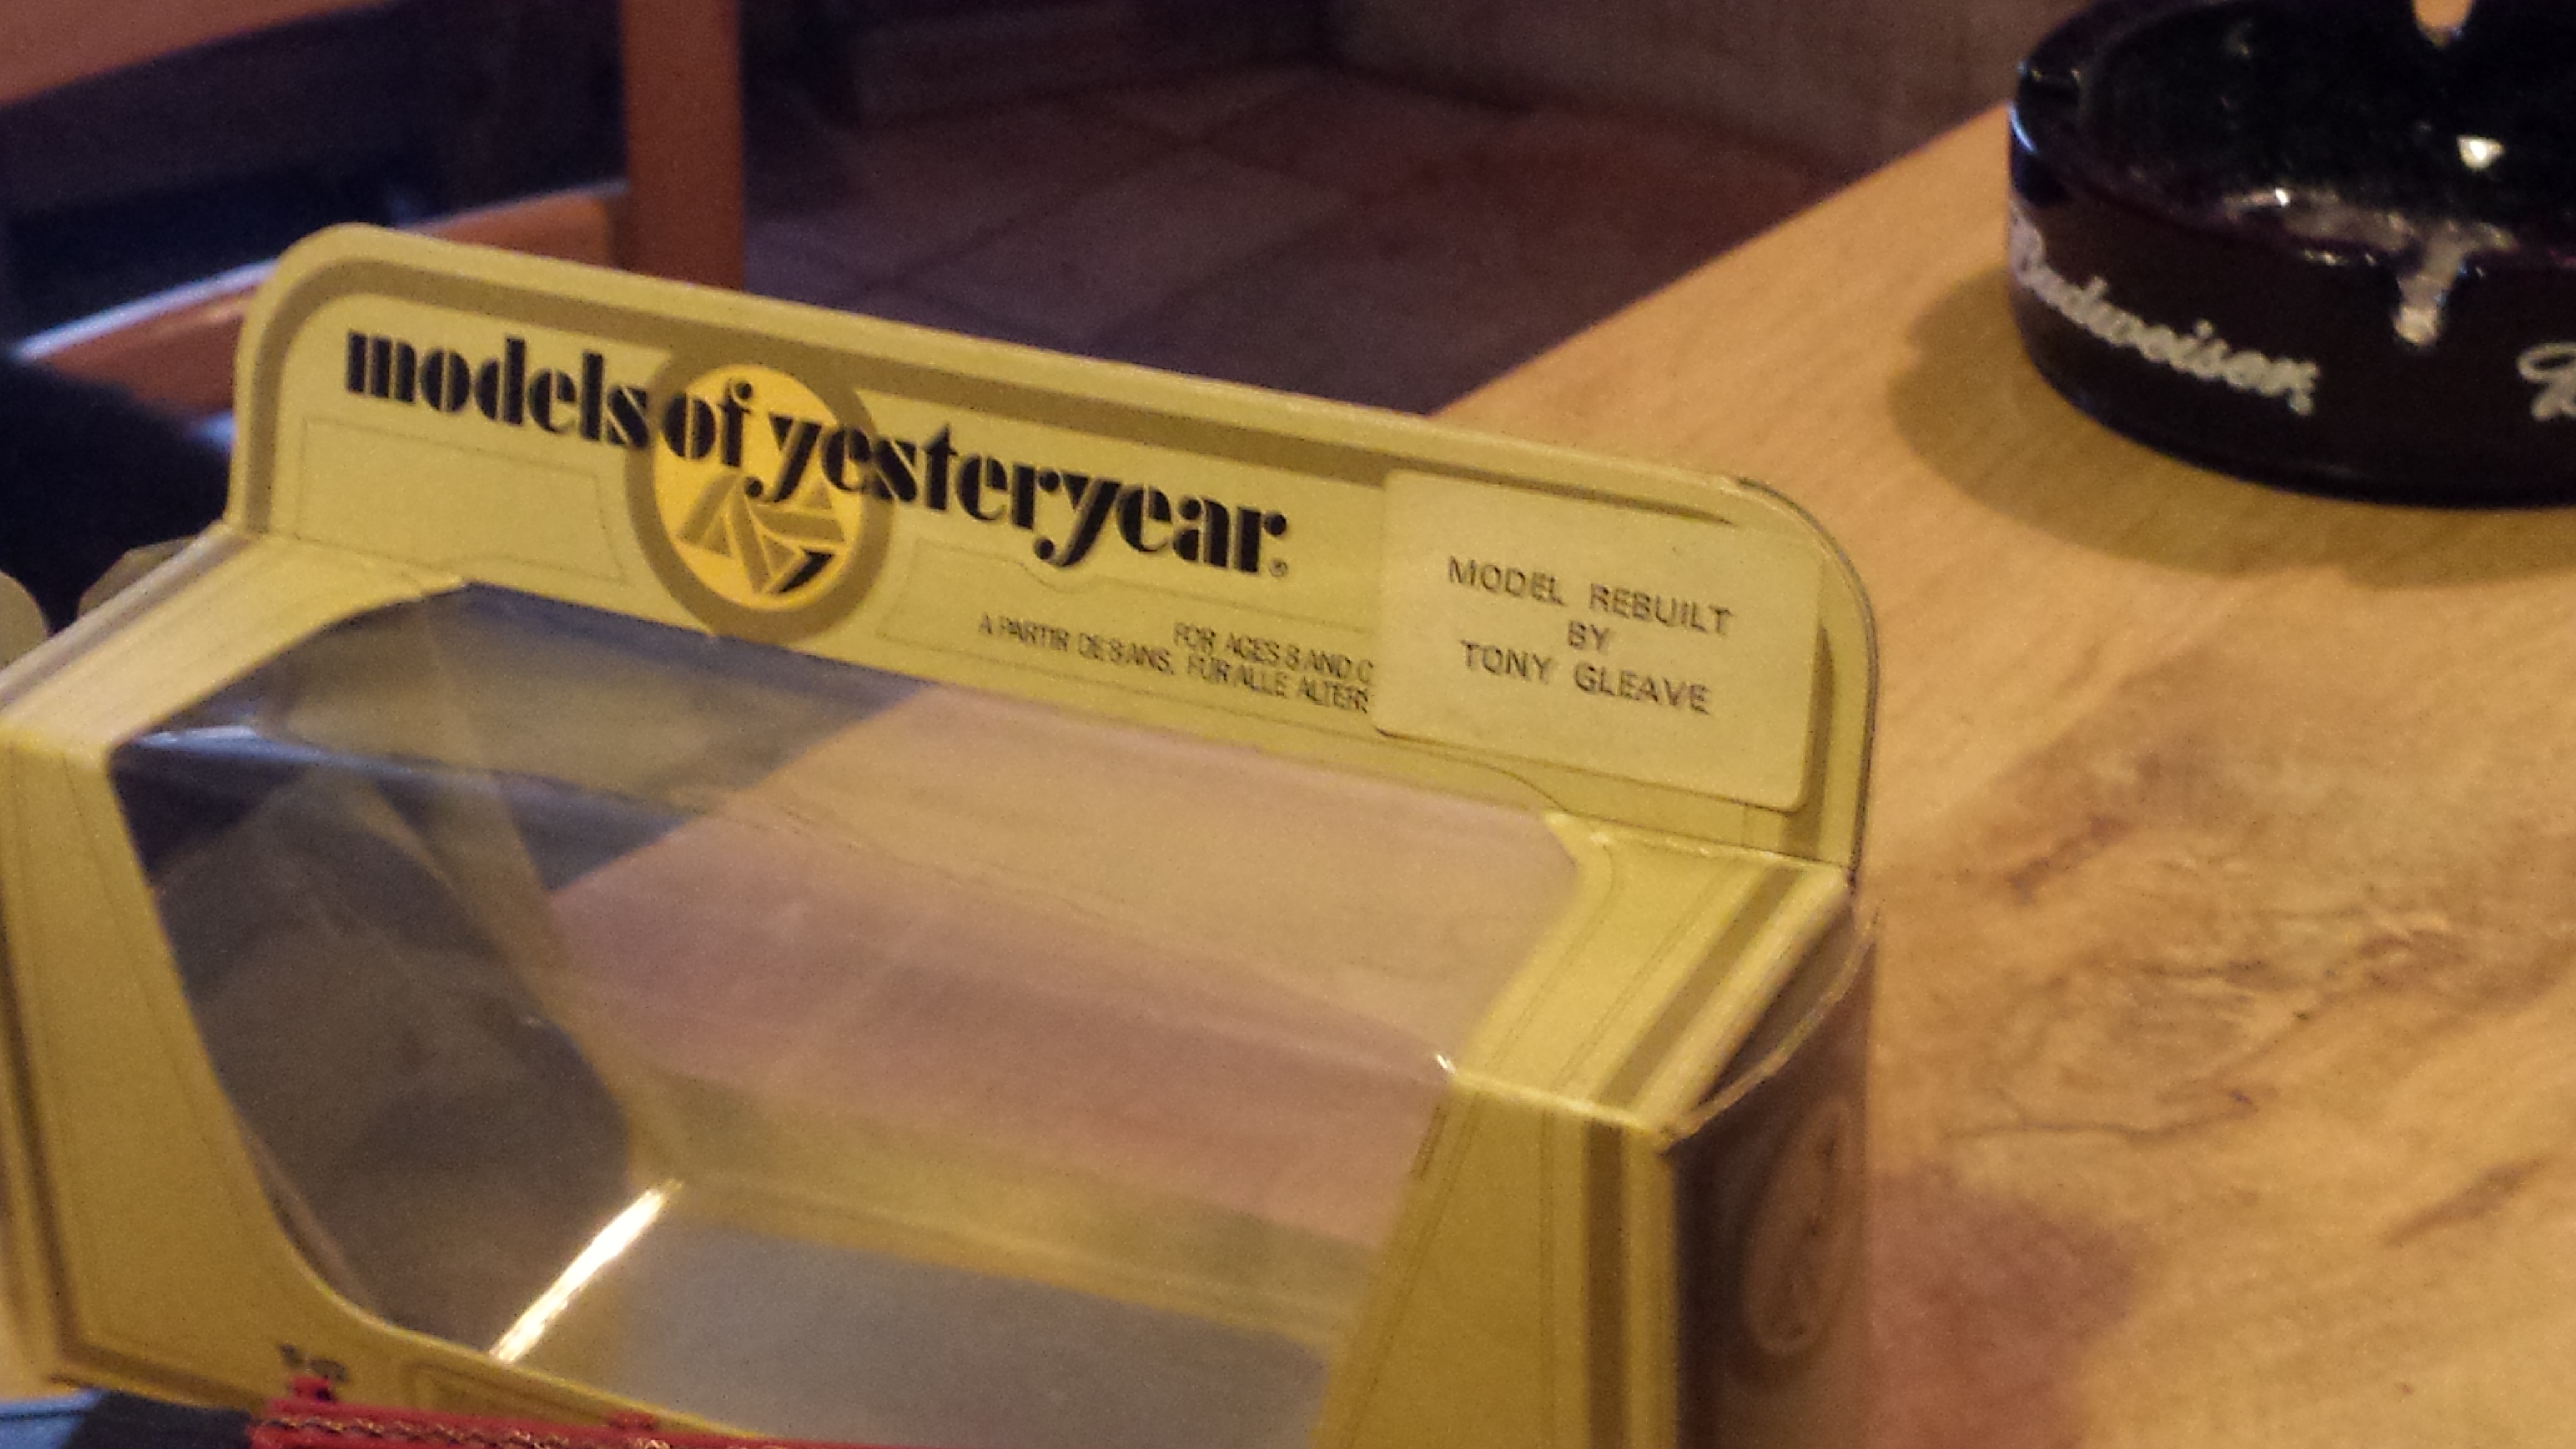 models of yesteryear®
FOR AGES 8 AND
A PARTIR DE 8 ANS. FÜR ALLE ALTERS
MODEL REBUILT
BY
TONY GLEAVE
Budweiser